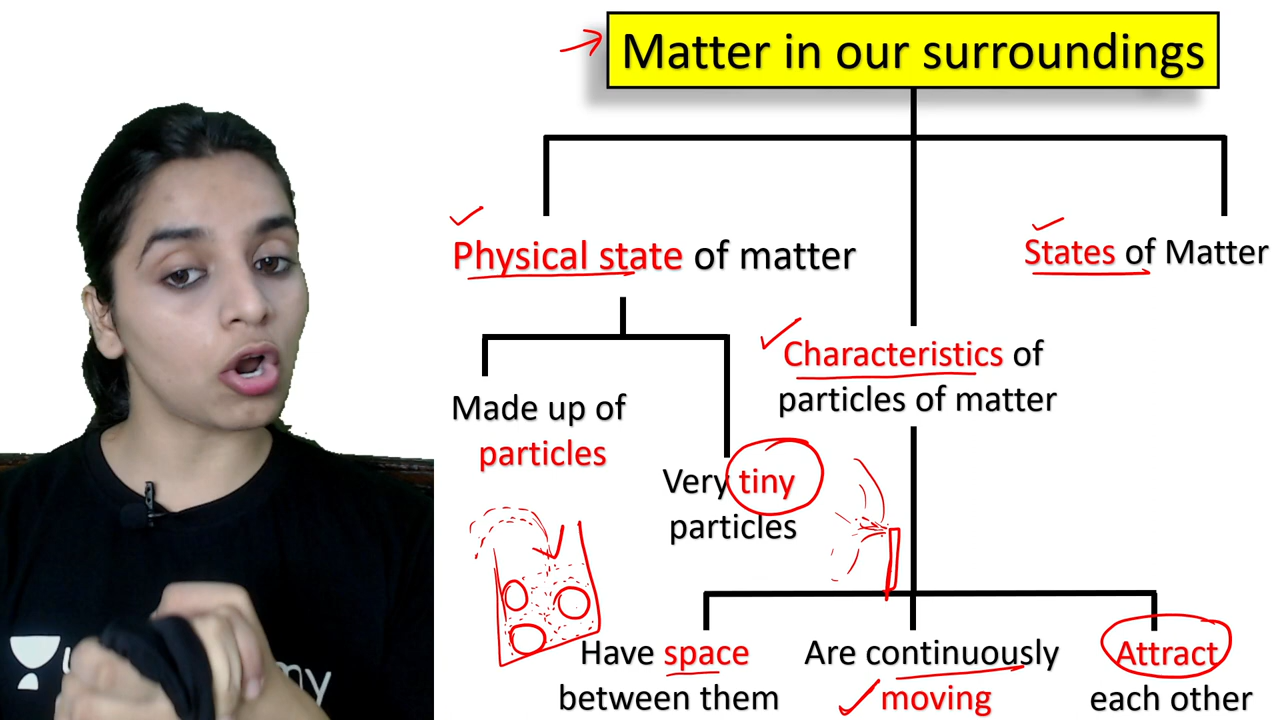 Matter in our surroundings
Physical state of matter
States of Matter
Characteristics of
particles of matter
Made up of
particles
Very tiny
particles
Have space
between them
Are continuously
moving
Attract
each other